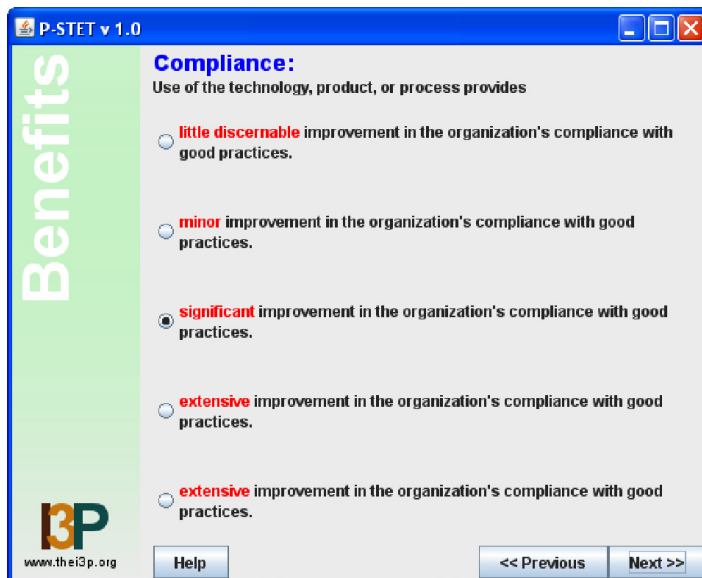 P-STET v 1.0
Benefits
Compliance:
Use of the technology, product, or process provides
little discernable improvement in the organization's compliance with
good practices.
minor improvement in the organization's compliance with good
practices.
significant improvement in the organization's compliance with good
practices.
extensive improvement in the organization's compliance with good
practices.
extensive improvement in the organization's compliance with good
practices.
I3P
www.thei3p.org
Help
<< Previous
Next >>